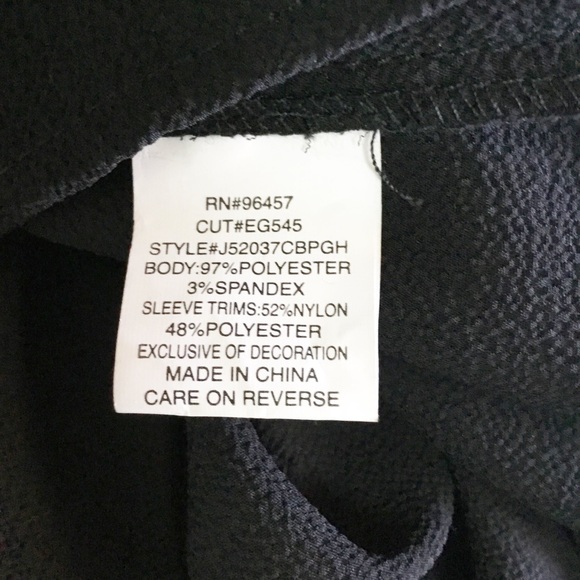 RN#96457
CUT#EG545
STYLE#J52037CBPGH
BODY:97%POLYESTER
3%SPANDEX
SLEEVE TRIMS:52%NYLON
48%POLYESTER
EXCLUSIVE OF DECORATION
MADE IN CHINA
CARE ON REVERSE